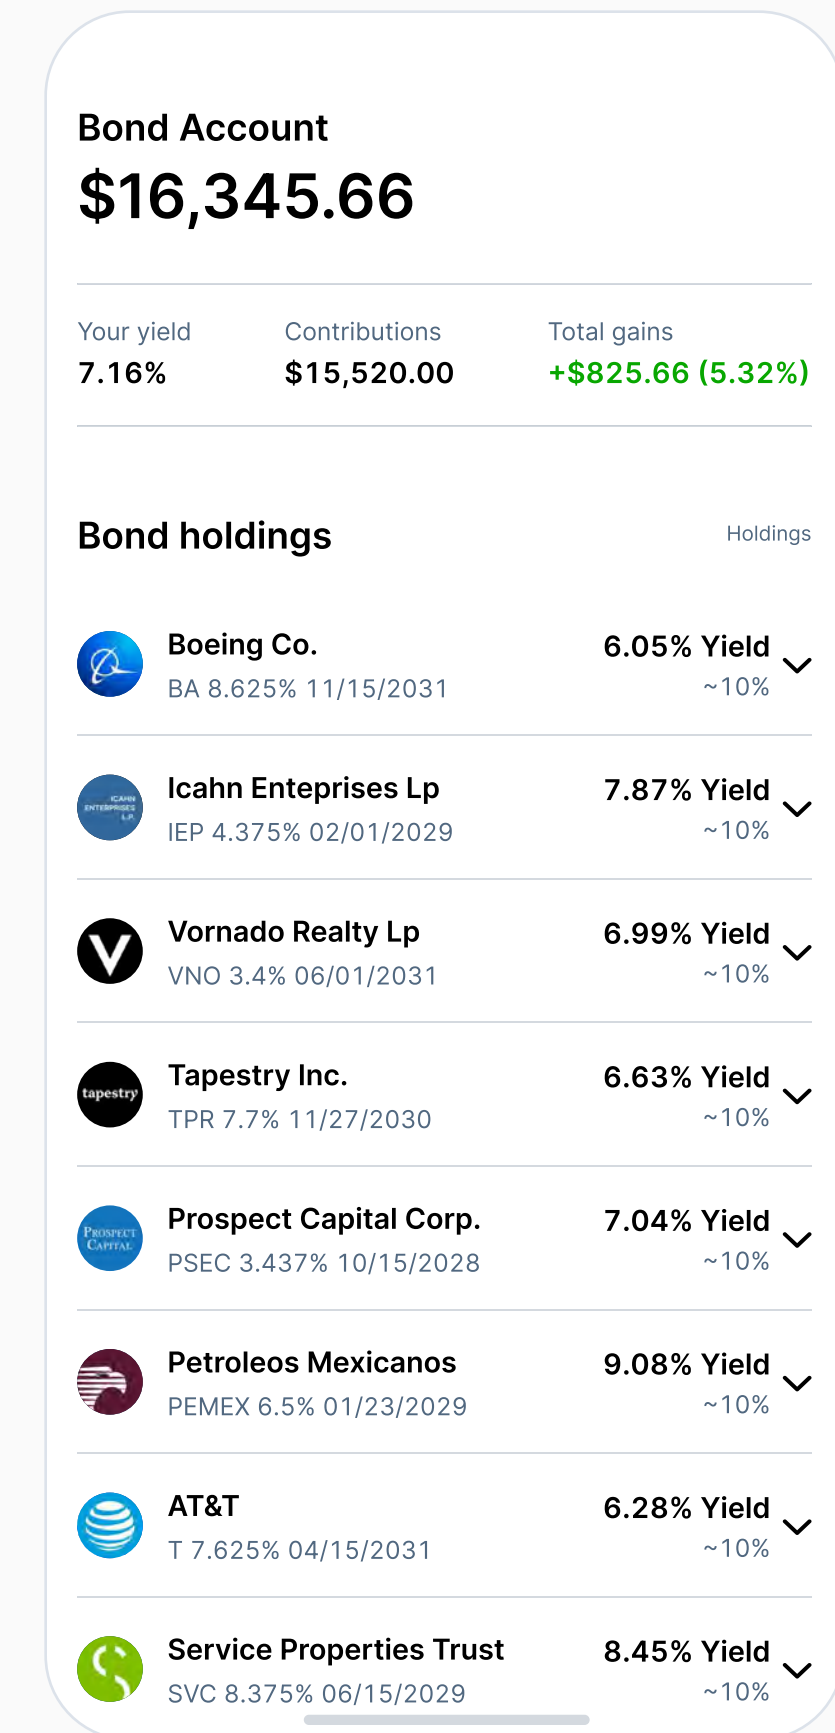 Bond Account
$16,345.66
Your yield Contributions Total gains
7.16% $15,520.00 +$825.66 (5.32%)
Bond holdings Holdings
Boeing Co. 6.05% Yield
BA 8.625% 11/15/2031 ~10%
ICAHN
ENTERPRISES
L.P.
Icahn Enteprises Lp 7.87% Yield
IEP 4.375% 02/01/2029 ~10%
V
Vornado Realty Lp 6.99% Yield
VNO 3.4% 06/01/2031 ~10%
tapestry
Tapestry Inc. 6.63% Yield
TPR 7.7% 11/27/2030 ~10%
PROSPECT
CAPITAL
Prospect Capital Corp. 7.04% Yield
PSEC 3.437% 10/15/2028 ~10%
Petroleos Mexicanos 9.08% Yield
PEMEX 6.5% 01/23/2029 ~10%
AT&T 6.28% Yield
T 7.625% 04/15/2031 ~10%
Service Properties Trust 8.45% Yield
SVC 8.375% 06/15/2029 ~10%